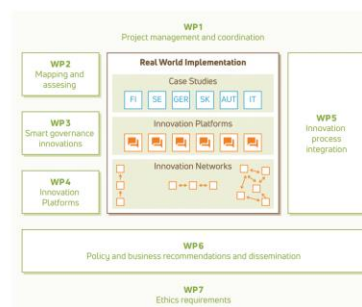 WP1
Project management and coordination
WP2
Mapping and
assesing
WP3
Smart governance
innovations
WP4
Innovation
Platforms
Real World Implementation
Case Studies
FI SE GER SK AUT IT
Innovation Platforms
Innovation Networks
WP5
Innovation
process
integration
WP6
Policy and business recommendations and dissemination
WP7
Ethics requirements